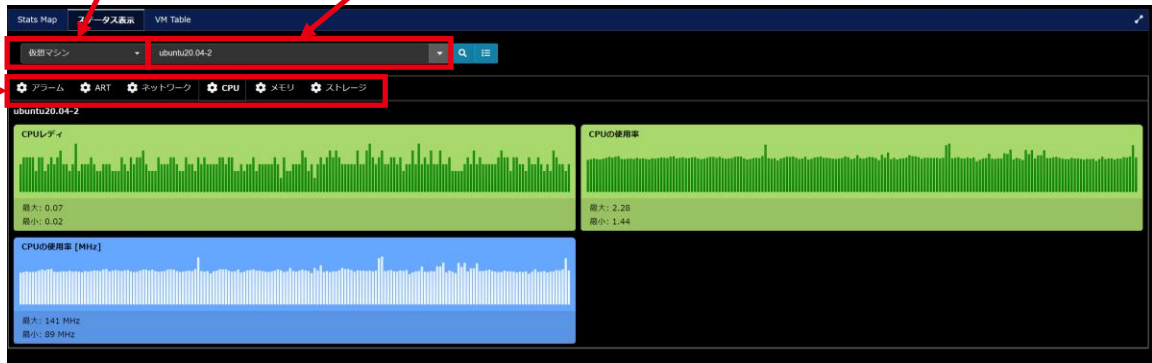 Stats Map ステータス表示 VM Table
仮想マシン ubuntu20.04-2
アラーム ART ネットワーク CPU メモリ ストレージ
ubuntu20.04-2
CPUレディ
最大: 0.07
最小: 0.02
CPUの使用率
最大: 2.28
最小: 1.44
CPUの使用率 [MHz]
最大: 141 MHz
最小: 89 MHz